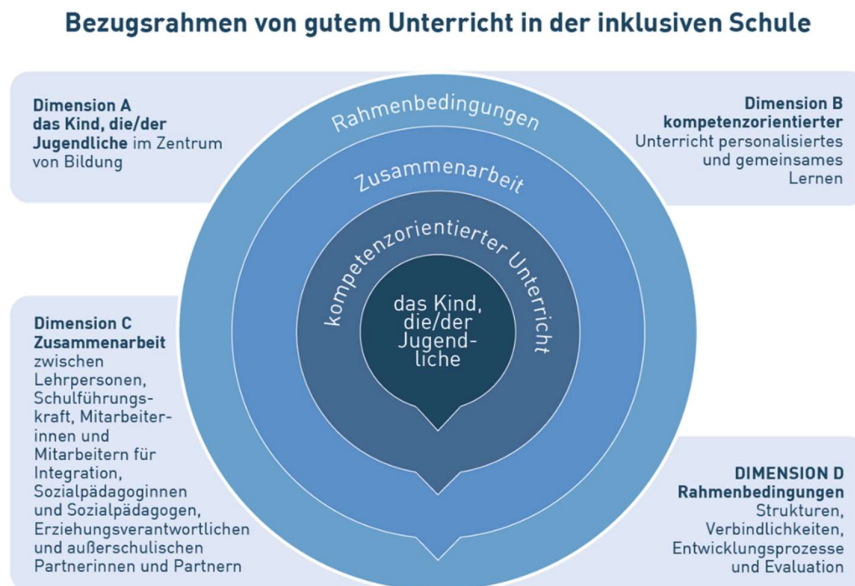 Bezugsrahmen von gutem Unterricht in der inklusiven Schule
Dimension A
das Kind, die/der
Jugendliche im Zentrum
von Bildung
Dimension B
kompetenzorientierter
Unterricht personalisiertes
und gemeinsames
Lernen
Rahmenbedingungen
Zusammenarbeit
kompetenzorientierter Unterricht
das Kind,
die/der
Jugend-
liche
Dimension C
Zusammenarbeit
zwischen
Lehrpersonen,
Schulführungs-
kraft, Mitarbeiter-
innen und
Mitarbeitern für
Integration,
Sozialpädagoginnen
und Sozialpädagogen,
Erziehungsverantwortlichen
und außerschulischen
Partnerinnen und Partnern
DIMENSION D
Rahmenbedingungen
Strukturen,
Verbindlichkeiten,
Entwicklungsprozesse
und Evaluation